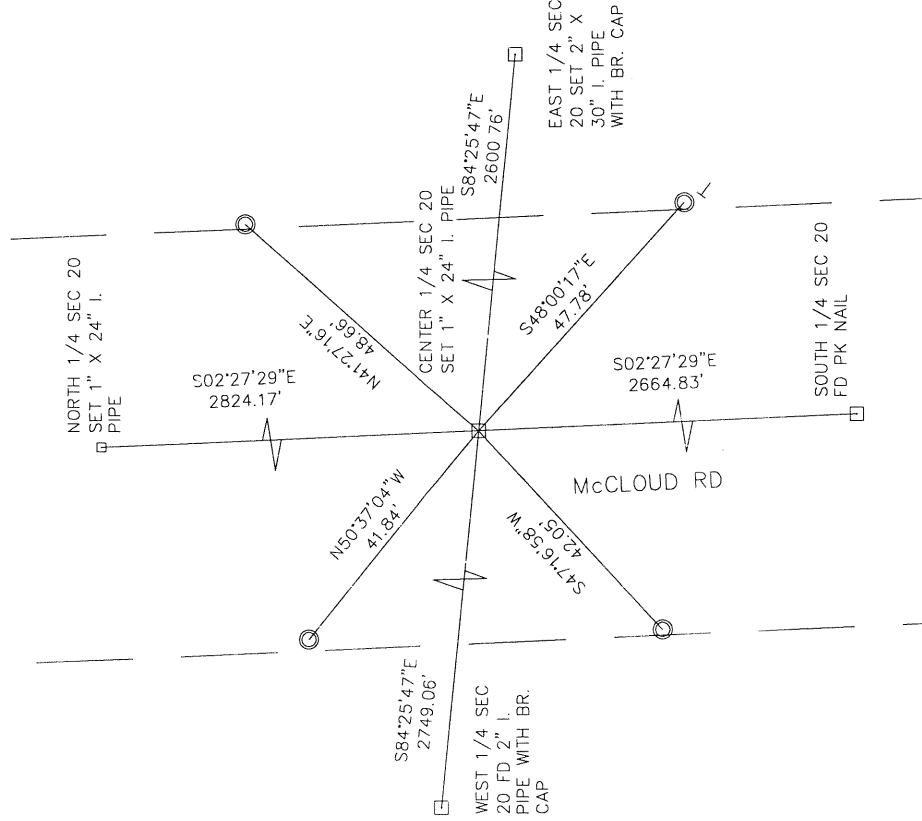 NORTH 1/4 SEC 20
SET 1" X 24" I.
PIPE
S02°27'29"E
2824.17'
N41°27'16"E
48.66'
CENTER 1/4 SEC 20
SET 1" X 24" I. PIPE
S84°25'47"E
2600 76'
EAST 1/4 SEC
20 SET 2" X
30" I. PIPE
WITH BR. CAP
N50°37'04"W
41.84'
S48°00'17"E
47.78'
S02°27'29"E
2664.83'
SOUTH 1/4 SEC 20
FD PK NAIL
McCLOUD RD
S47°16'58"W
42.05'
S84°25'47"E
2749.06'
WEST 1/4 SEC
20 FD 2" I.
PIPE WITH BR.
CAP